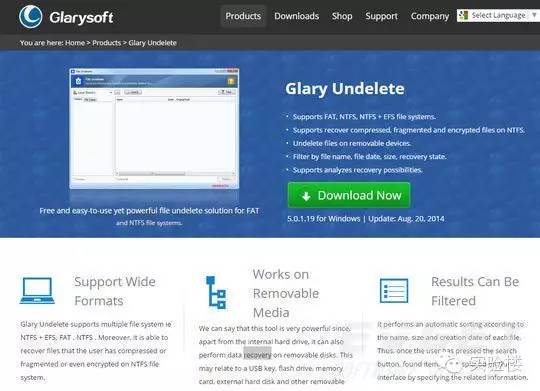 Glarysoft
Products Downloads Shop Support Company Select Language
You are here: Home > Products > Glary Undelete
Glary Undelete
Supports FAT, NTFS, NTFS + EFS file systems.
Supports recover compressed, fragmented and encrypted files on NTFS.
Undelete files on removable devices.
Filter by file name, file date, size, recovery state.
Supports analyzes recovery possibilities.
Download Now
5.0.1.19 for Windows | Update: Aug. 20, 2014
Free and easy-to-use yet powerful file undelete solution for FAT
and NTFS file systems.
Support Wide
Formats
Glary Undelete supports multiple file system ie
NTFS + EFS, FAT , NTFS . Moreover, it is able to
recover files that the user has compressed or
fragmented or even encrypted on NTFS file
system
Works on
Removable
Media
We can say that this tool is very powerful since,
apart from the internal hard drive, it can also
perform data recovery on removable disks. This
may relate to a USB key, flash drive, memory
card, external hard disk and other removable
Results Can Be
Filtered
It performs an automatic sorting according to
the name, size and creation date of each file.
Thus, once the user has pressed the search
button, found item
interface by specifying the related
实验楼